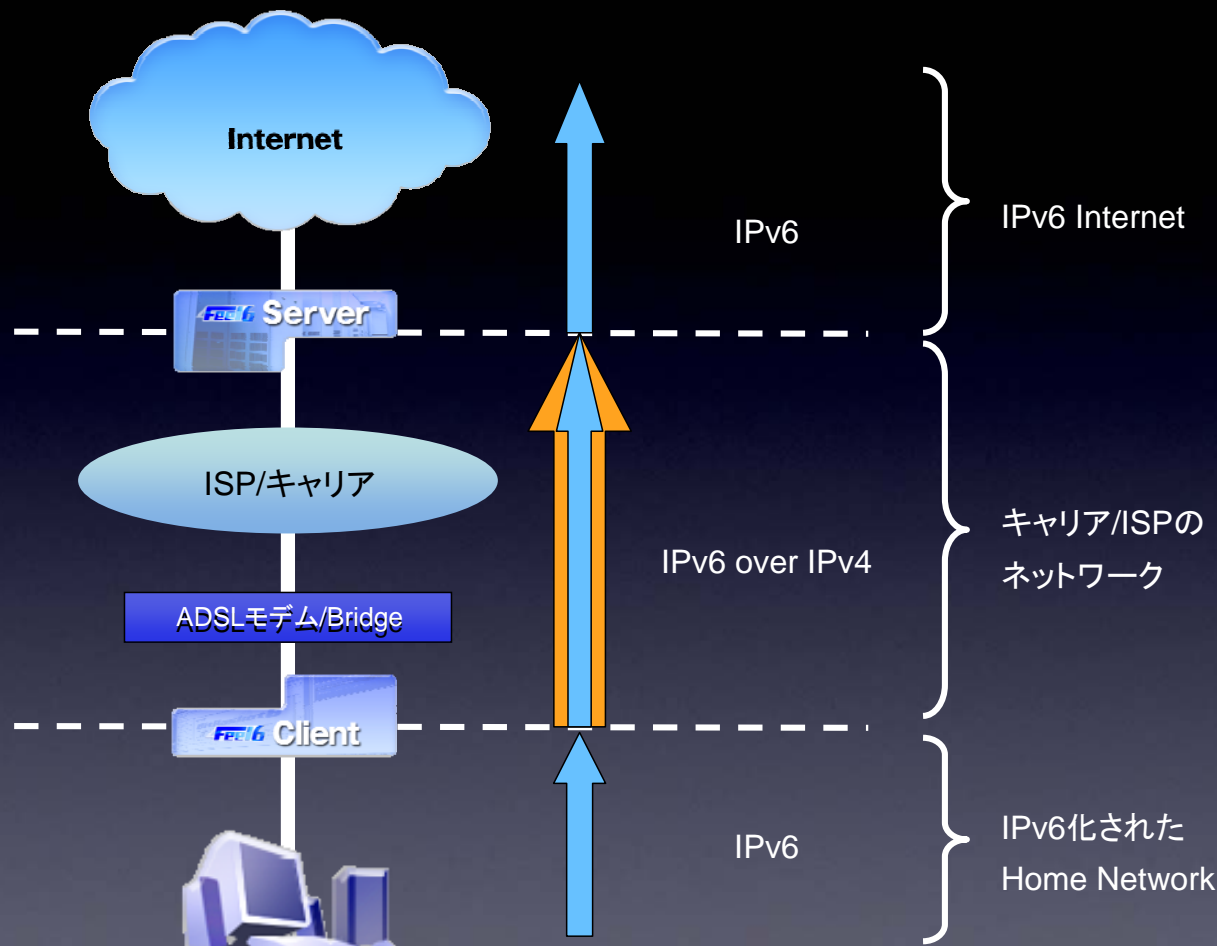 Internet
IPv6
IPv6 Internet
Feel6 Server
ISP/キャリア
キャリア/ISPの
ネットワーク
IPv6 over IPv4
ADSLモデム/Bridge
Feel6 Client
IPv6
IPv6化された
Home Network